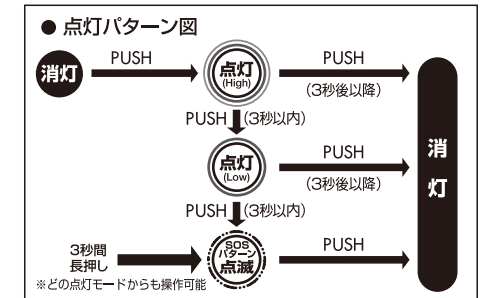 ● 点灯パターン図
消灯
PUSH
点灯
(High)
PUSH
(3秒後以降)
消灯
PUSH (3秒以内)
点灯
(Low)
PUSH
(3秒後以降)
PUSH (3秒以内)
3秒間
長押し
SOS
パターン
点滅
PUSH
※どの点灯モードからも操作可能